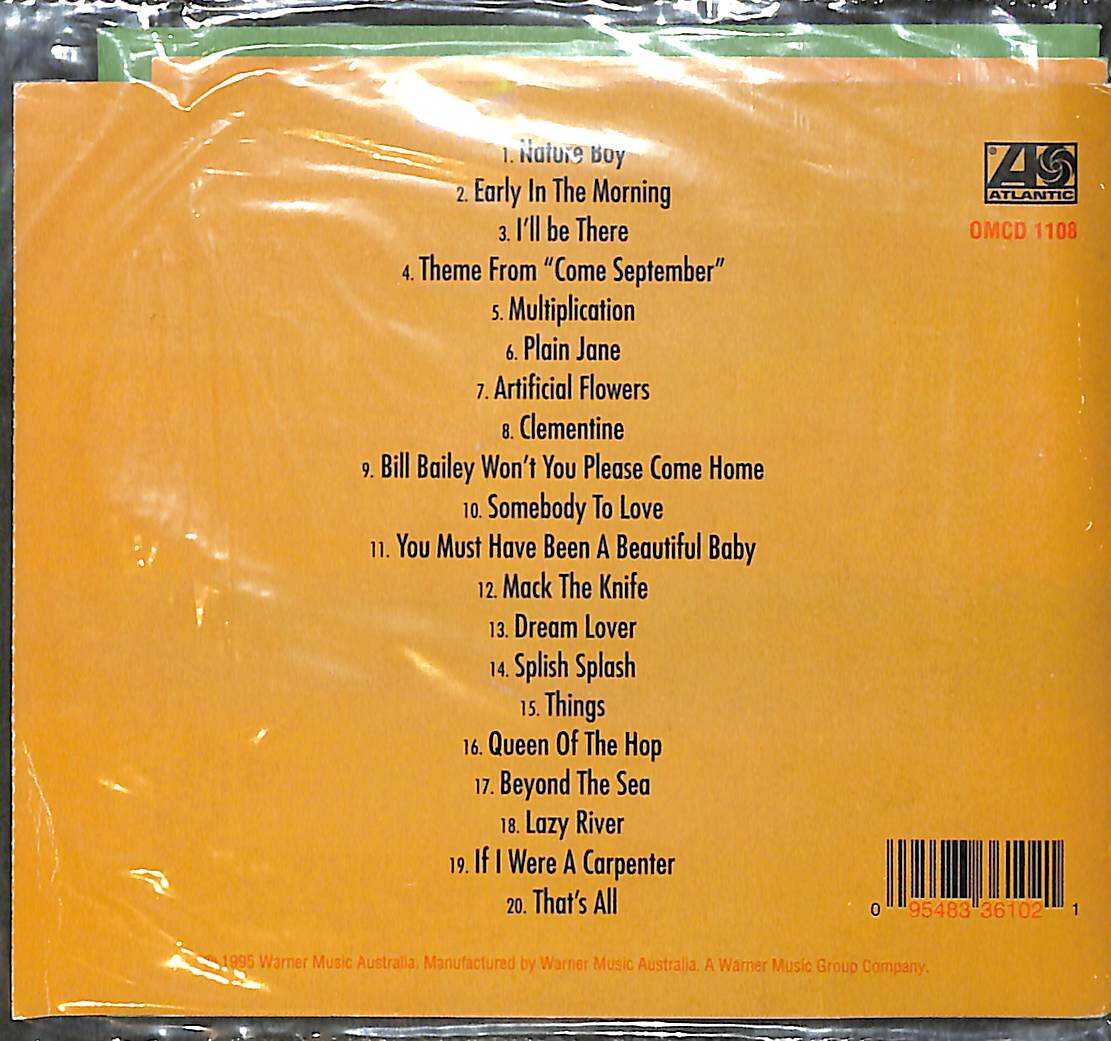 1. Nature Boy
2. Early In The Morning
3. I'll be There
4. Theme From "Come September"
5. Multiplication
6. Plain Jane
7. Artificial Flowers
8. Clementine
9. Bill Bailey Won't You Please Come Home
10. Somebody To Love
11. You Must Have Been A Beautiful Baby
12. Mack The Knife
13. Dream Lover
14. Splish Splash
15. Things
16. Queen Of The Hop
17. Beyond The Sea
18. Lazy River
19. If I Were A Carpenter
20. That's All
ATLANTIC
OMCD 1108
0 95483 36102 1
℗ 1995 Warner Music Australia. Manufactured by Warner Music Australia. A Warner Music Group Company.